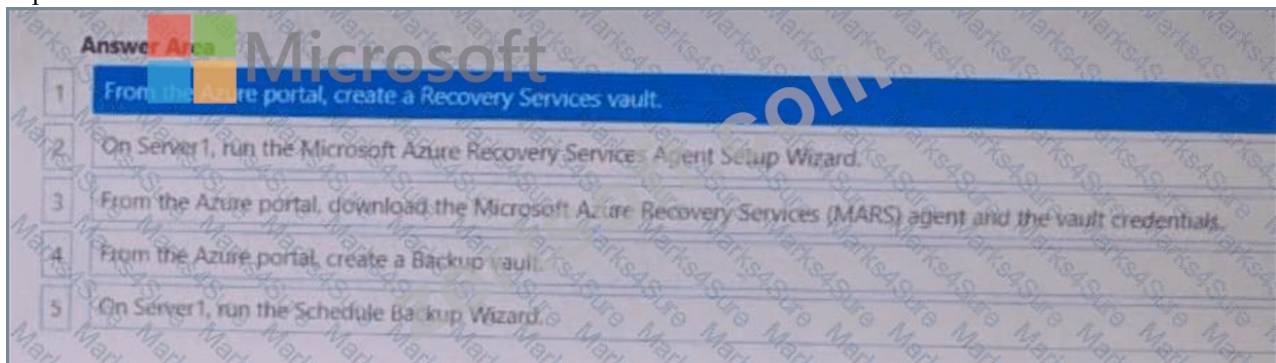 Answer Area
Microsoft
1 From the Azure portal, create a Recovery Services vault.
2 On Server1, run the Microsoft Azure Recovery Services Agent Setup Wizard.
3 From the Azure portal, download the Microsoft Azure Recovery Services (MARS) agent and the vault credentials.
4 From the Azure portal, create a Backup vault.
5 On Server1, run the Schedule Backup Wizard.
Marks4Sure